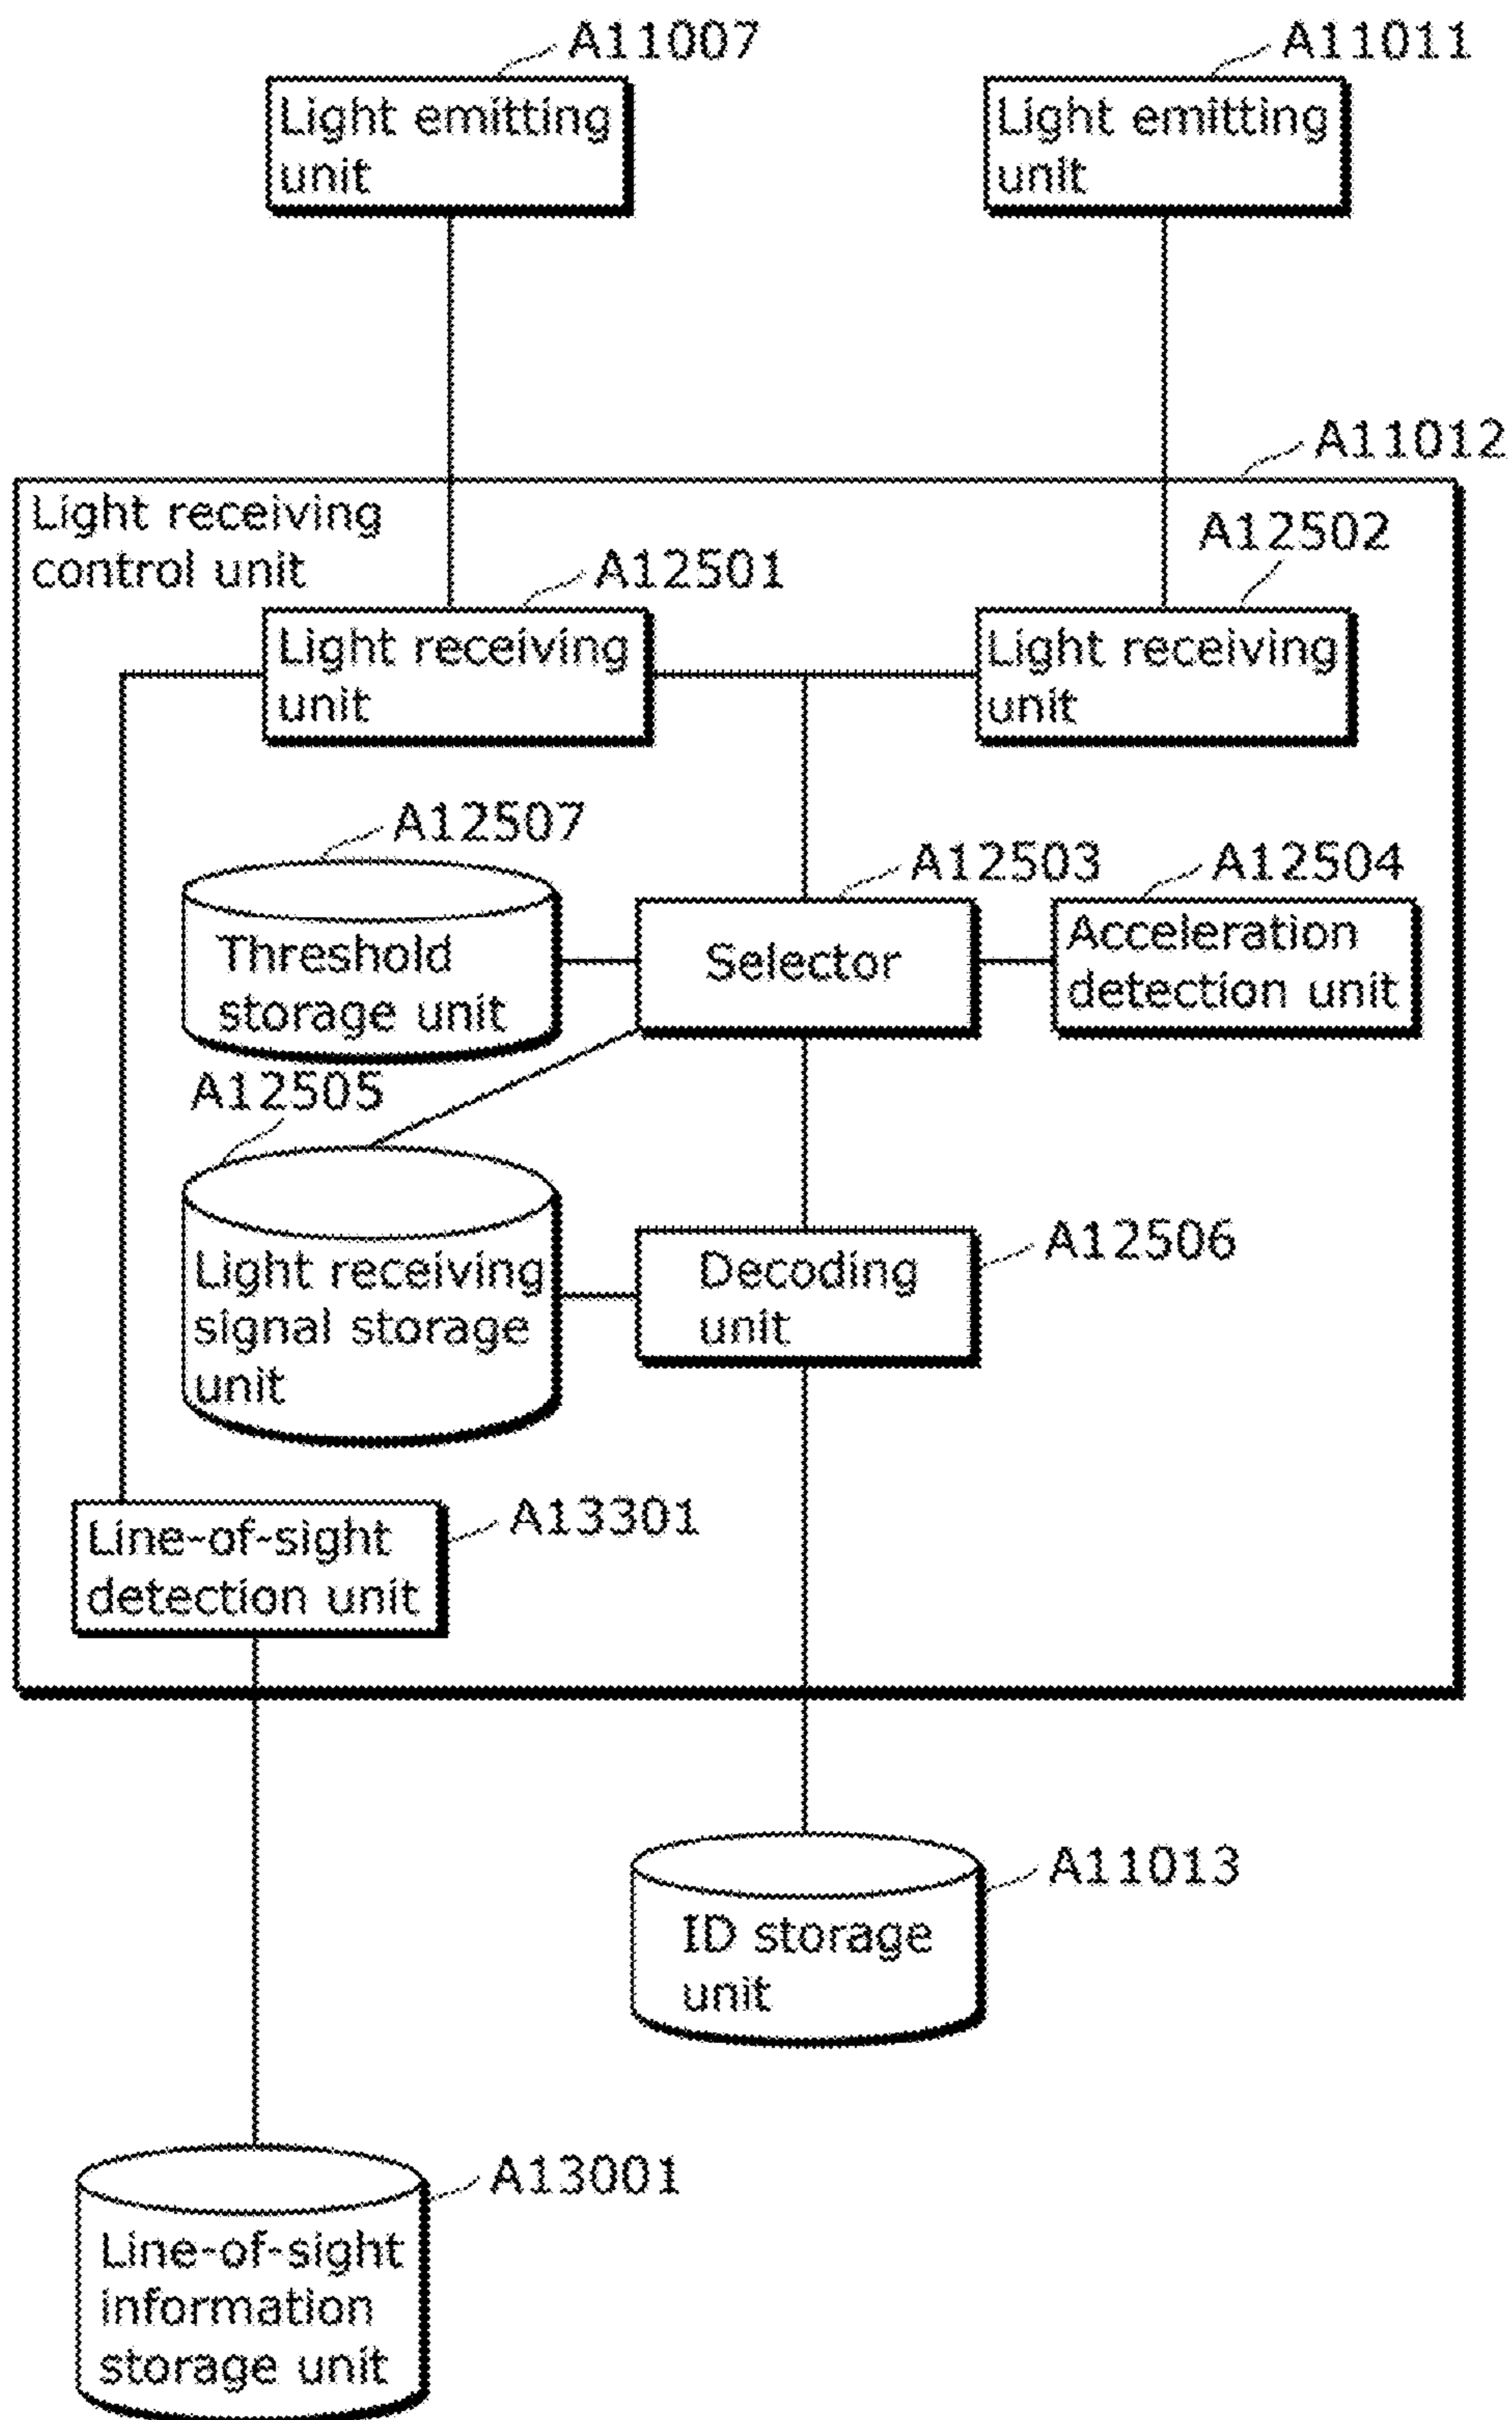 A11007
A11011
Light emitting
unit
Light emitting
unit
A11012
Light receiving
control unit
A12501
A12502
Light receiving
unit
Light receiving
unit
A12507
A12503
A12504
Threshold
storage unit
Selector
Acceleration
detection unit
A12505
A12506
Light receiving
signal storage
unit
Decoding
unit
A13301
Line-of-sight
detection unit
A11013
ID storage
unit
A13001
Line-of-sight
information
storage unit